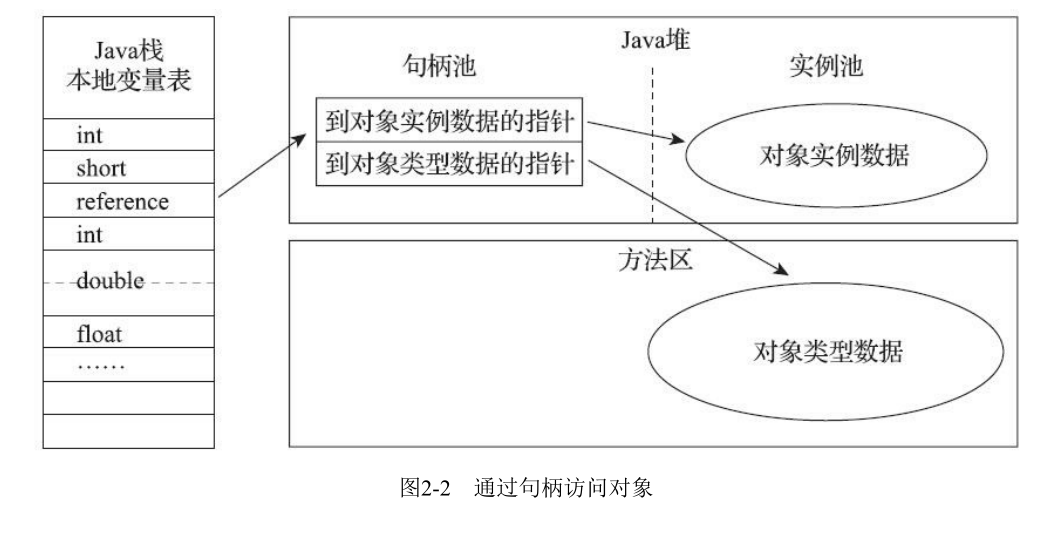 Java栈
本地变量表
int
short
reference
int
double
float
……
Java堆
句柄池
实例池
到对象实例数据的指针
到对象类型数据的指针
对象实例数据
方法区
对象类型数据
图2-2 通过句柄访问对象